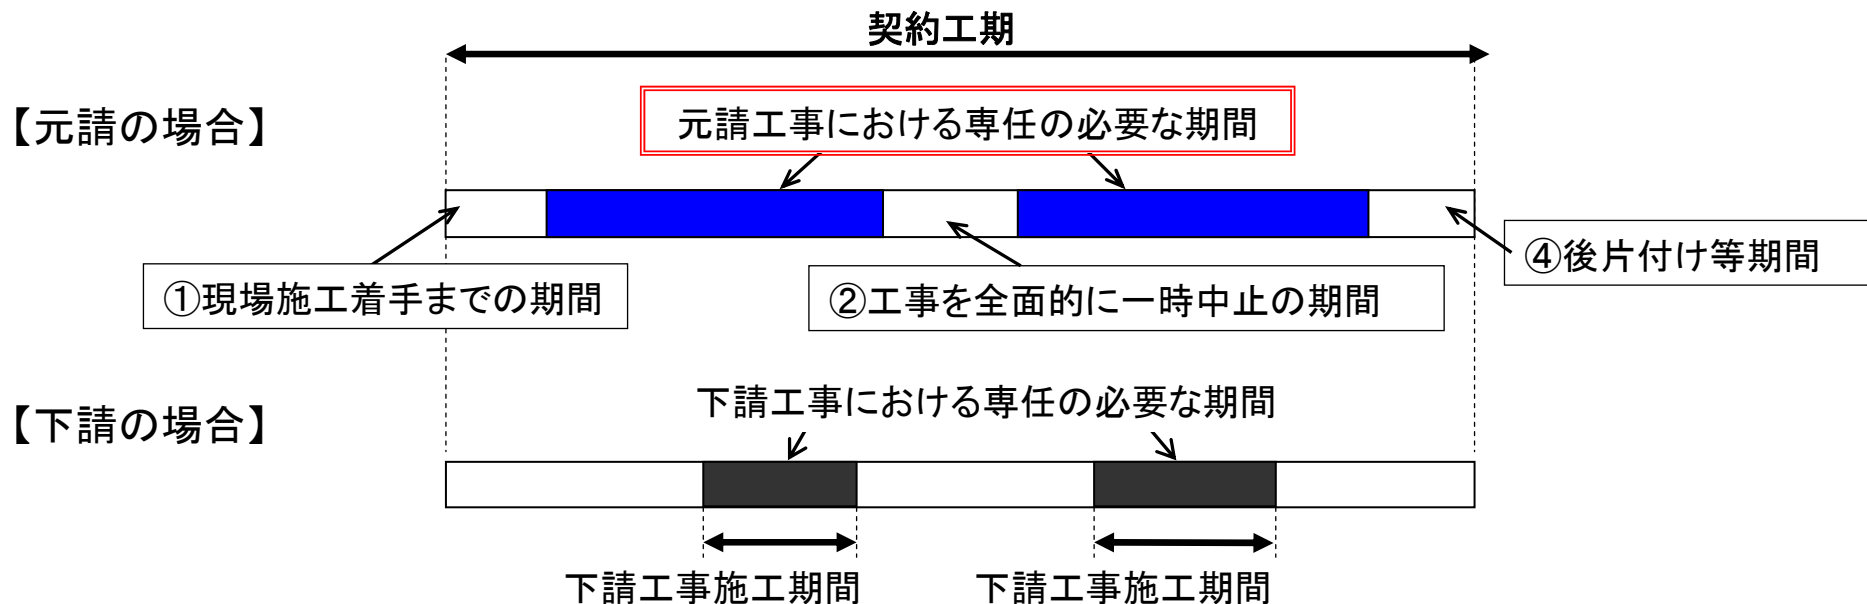 契約工期
【元請の場合】
元請工事における専任の必要な期間
①現場施工着手までの期間
②工事を全面的に一時中止の期間
④後片付け等期間
【下請の場合】
下請工事における専任の必要な期間
下請工事施工期間
下請工事施工期間